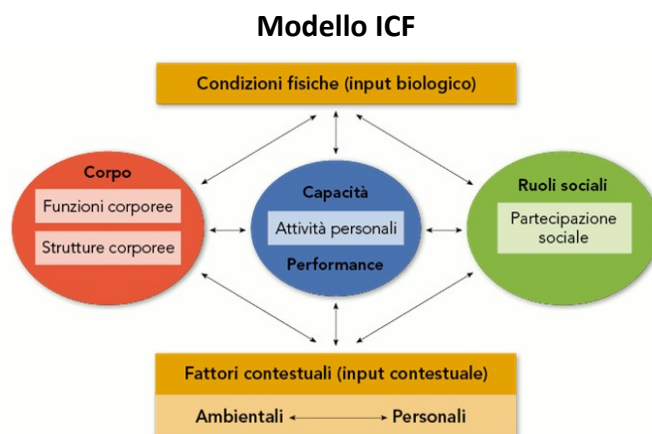 Modello ICF
Condizioni fisiche (input biologico)
Corpo
Funzioni corporee
Strutture corporee
Capacità
Attività personali
Performance
Ruoli sociali
Partecipazione
sociale
Fattori contestuali (input contestuale)
Ambientali Personali